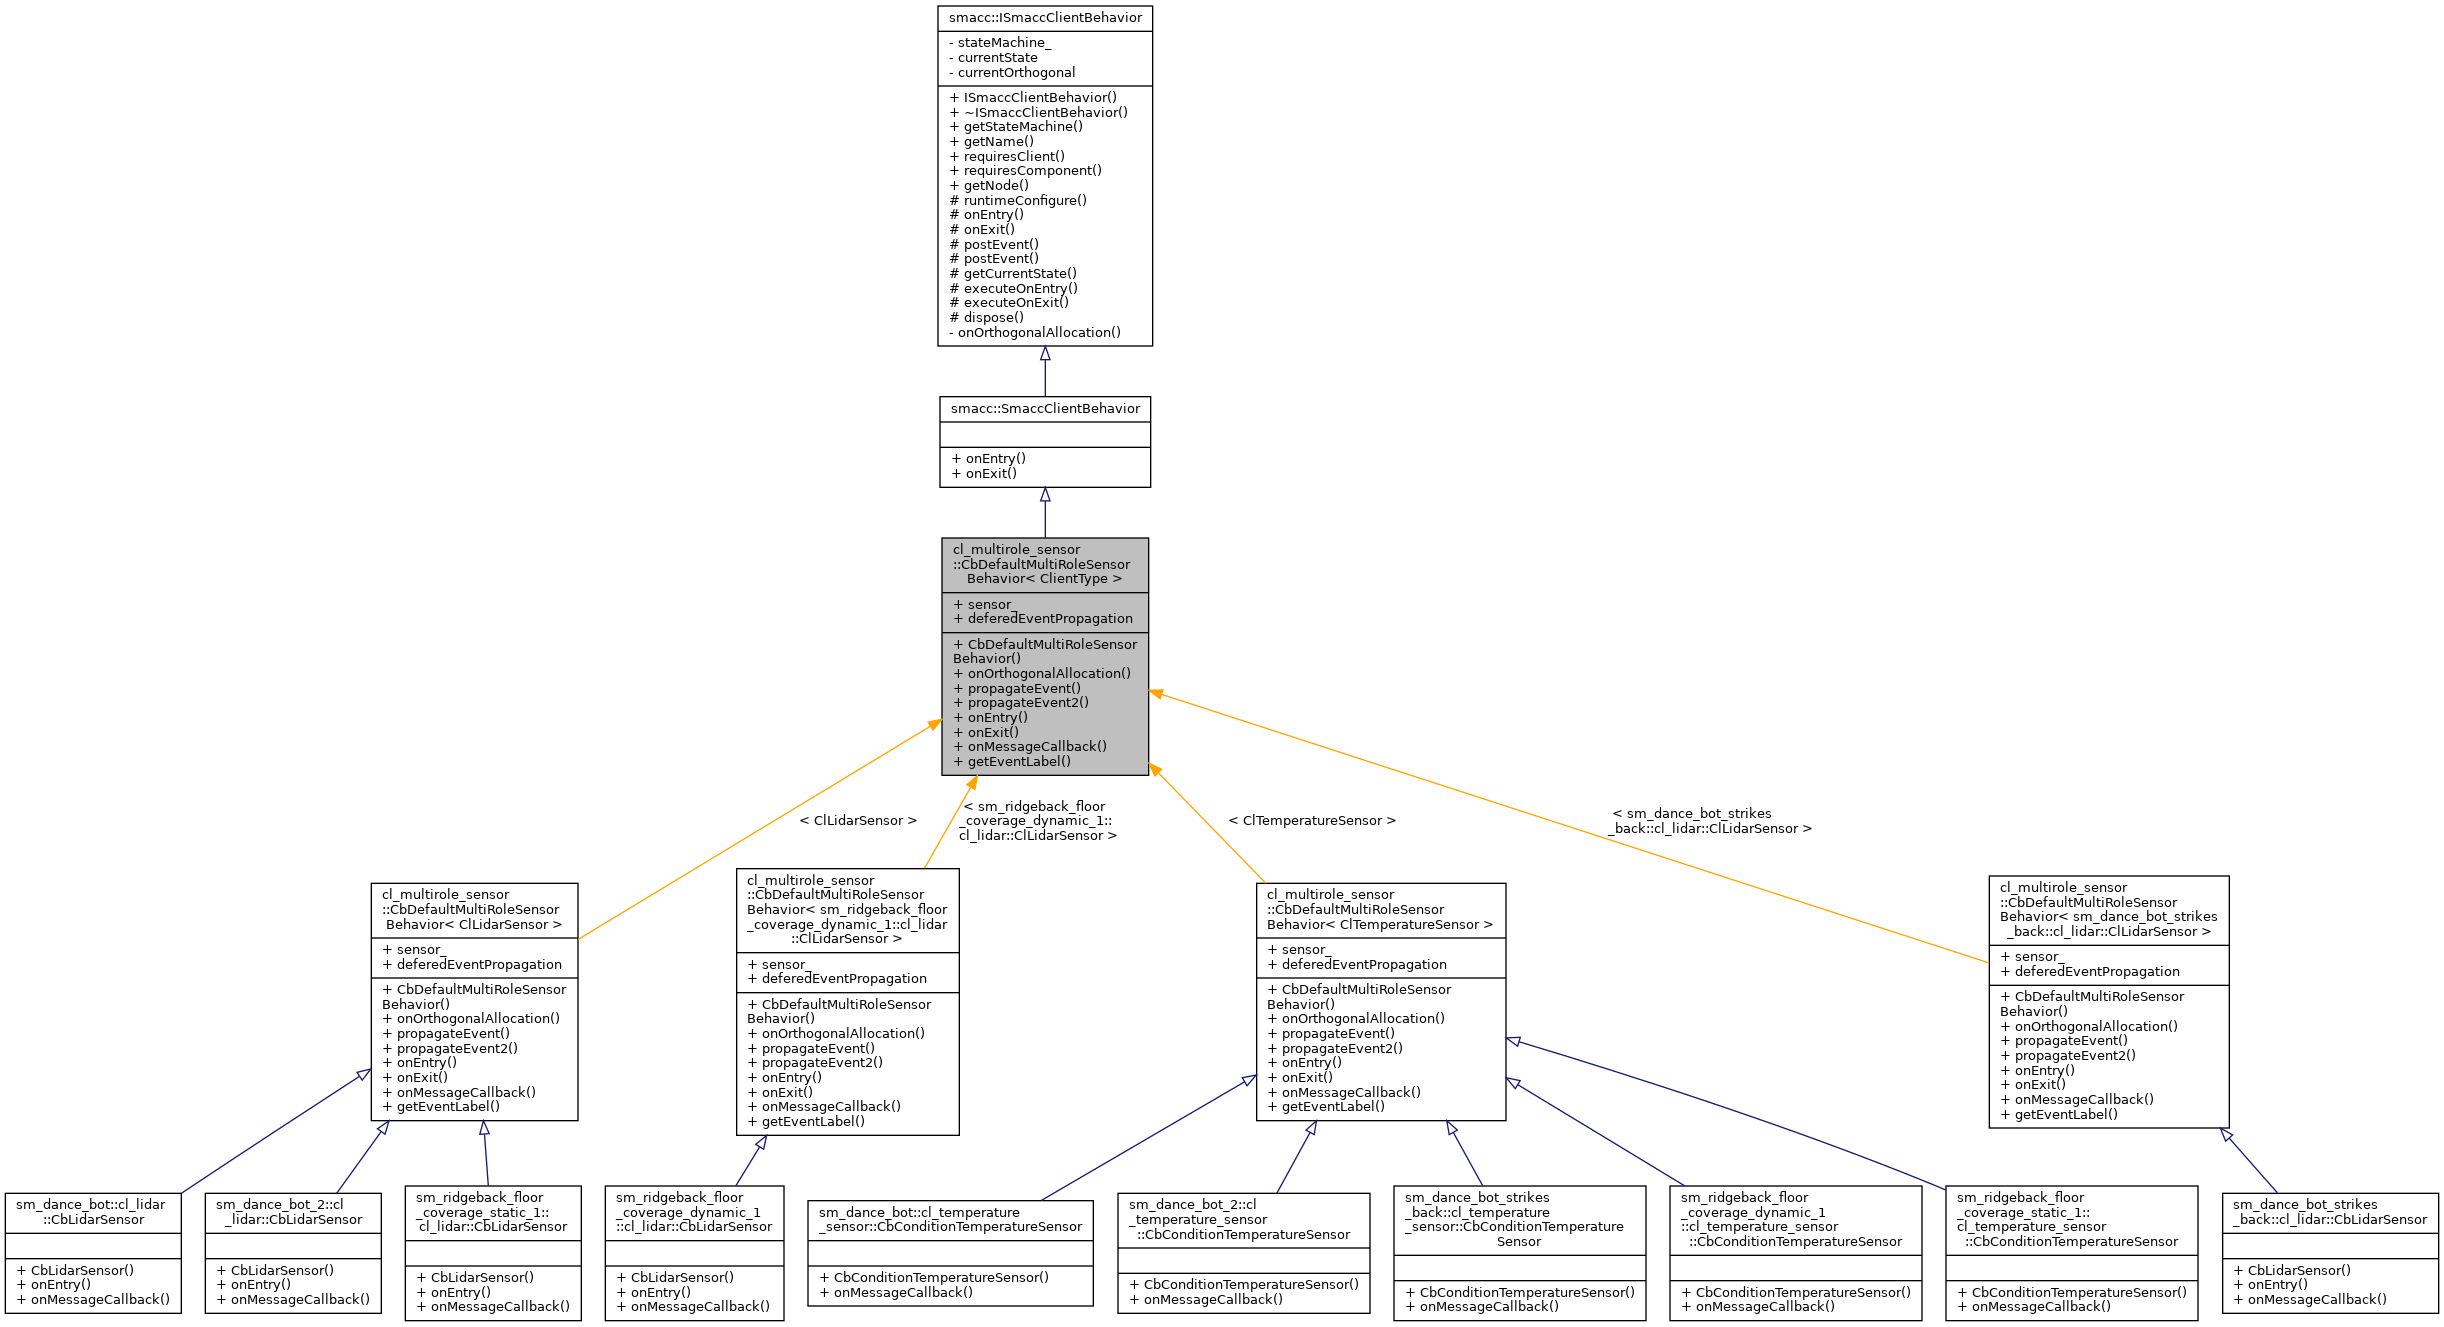 smacc::ISmaccClientBehavior
- stateMachine_
- currentState
- currentOrthogonal
+ ISmaccClientBehavior()
+ ~ISmaccClientBehavior()
+ getStateMachine()
+ getName()
+ requiresClient()
+ requiresComponent()
+ getNode()
# runtimeConfigure()
# onEntry()
# onExit()
# postEvent()
# postEvent()
# getCurrentState()
# executeOnEntry()
# executeOnExit()
# dispose()
- onOrthogonalAllocation()
smacc::SmaccClientBehavior
+ onEntry()
+ onExit()
cl_multirole_sensor
::CbDefaultMultiRoleSensor
Behavior< ClientType >
+ sensor_
+ deferedEventPropagation
+ CbDefaultMultiRoleSensor
Behavior()
+ onOrthogonalAllocation()
+ propagateEvent()
+ propagateEvent2()
+ onEntry()
+ onExit()
+ onMessageCallback()
+ getEventLabel()
< ClLidarSensor >
< sm_ridgeback_floor
_coverage_dynamic_1::
cl_lidar::ClLidarSensor >
< ClTemperatureSensor >
< sm_dance_bot_strikes
_back::cl_lidar::ClLidarSensor >
cl_multirole_sensor
::CbDefaultMultiRoleSensor
Behavior< ClLidarSensor >
+ sensor_
+ deferedEventPropagation
+ CbDefaultMultiRoleSensor
Behavior()
+ onOrthogonalAllocation()
+ propagateEvent()
+ propagateEvent2()
+ onEntry()
+ onExit()
+ onMessageCallback()
+ getEventLabel()
cl_multirole_sensor
::CbDefaultMultiRoleSensor
Behavior< sm_ridgeback_floor
_coverage_dynamic_1::cl_lidar
::ClLidarSensor >
+ sensor_
+ deferedEventPropagation
+ CbDefaultMultiRoleSensor
Behavior()
+ onOrthogonalAllocation()
+ propagateEvent()
+ propagateEvent2()
+ onEntry()
+ onExit()
+ onMessageCallback()
+ getEventLabel()
cl_multirole_sensor
::CbDefaultMultiRoleSensor
Behavior< ClTemperatureSensor >
+ sensor_
+ deferedEventPropagation
+ CbDefaultMultiRoleSensor
Behavior()
+ onOrthogonalAllocation()
+ propagateEvent()
+ propagateEvent2()
+ onEntry()
+ onExit()
+ onMessageCallback()
+ getEventLabel()
cl_multirole_sensor
::CbDefaultMultiRoleSensor
Behavior< sm_dance_bot_strikes
_back::cl_lidar::ClLidarSensor >
+ sensor_
+ deferedEventPropagation
+ CbDefaultMultiRoleSensor
Behavior()
+ onOrthogonalAllocation()
+ propagateEvent()
+ propagateEvent2()
+ onEntry()
+ onExit()
+ onMessageCallback()
+ getEventLabel()
sm_dance_bot::cl_lidar
::CbLidarSensor
+ CbLidarSensor()
+ onEntry()
+ onMessageCallback()
sm_dance_bot_2::cl
_lidar::CbLidarSensor
+ CbLidarSensor()
+ onEntry()
+ onMessageCallback()
sm_ridgeback_floor
_coverage_static_1::
cl_lidar::CbLidarSensor
+ CbLidarSensor()
+ onEntry()
+ onMessageCallback()
sm_ridgeback_floor
_coverage_dynamic_1
::cl_lidar::CbLidarSensor
+ CbLidarSensor()
+ onEntry()
+ onMessageCallback()
sm_dance_bot::cl_temperature
_sensor::CbConditionTemperatureSensor
+ CbConditionTemperatureSensor()
+ onMessageCallback()
sm_dance_bot_2::cl
_temperature_sensor
::CbConditionTemperatureSensor
+ CbConditionTemperatureSensor()
+ onMessageCallback()
sm_dance_bot_strikes
_back::cl_temperature
_sensor::CbConditionTemperature
Sensor
+ CbConditionTemperatureSensor()
+ onMessageCallback()
sm_ridgeback_floor
_coverage_dynamic_1
::cl_temperature_sensor
::CbConditionTemperatureSensor
+ CbConditionTemperatureSensor()
+ onMessageCallback()
sm_ridgeback_floor
_coverage_static_1::
cl_temperature_sensor
::CbConditionTemperatureSensor
+ CbConditionTemperatureSensor()
+ onMessageCallback()
sm_dance_bot_strikes
_back::cl_lidar::CbLidarSensor
+ CbLidarSensor()
+ onEntry()
+ onMessageCallback()